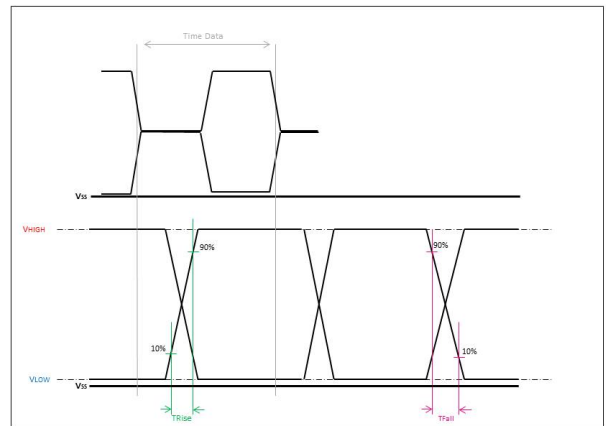 Time Data
Vss
VHIGH
90%
90%
10%
10%
VLOW
Vss
TRise
TFall